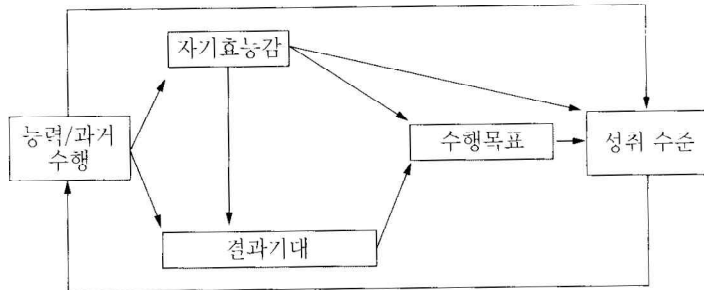 자기효능감
능력/과거
수행
수행목표
성취 수준
결과기대